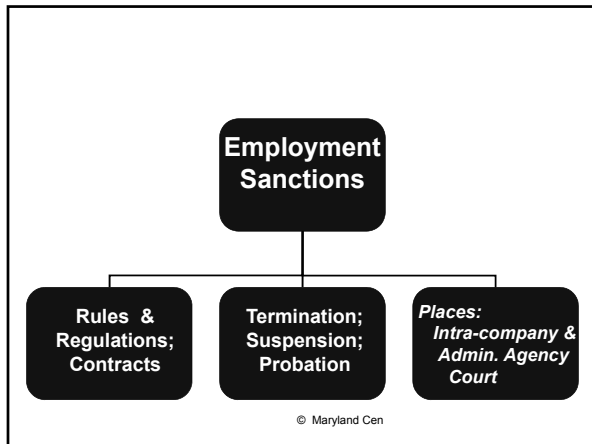 Employment
Sanctions
Rules &
Regulations;
Contracts
Termination;
Suspension;
Probation
Places:
Intra-company &
Admin. Agency
Court
© Maryland Cen